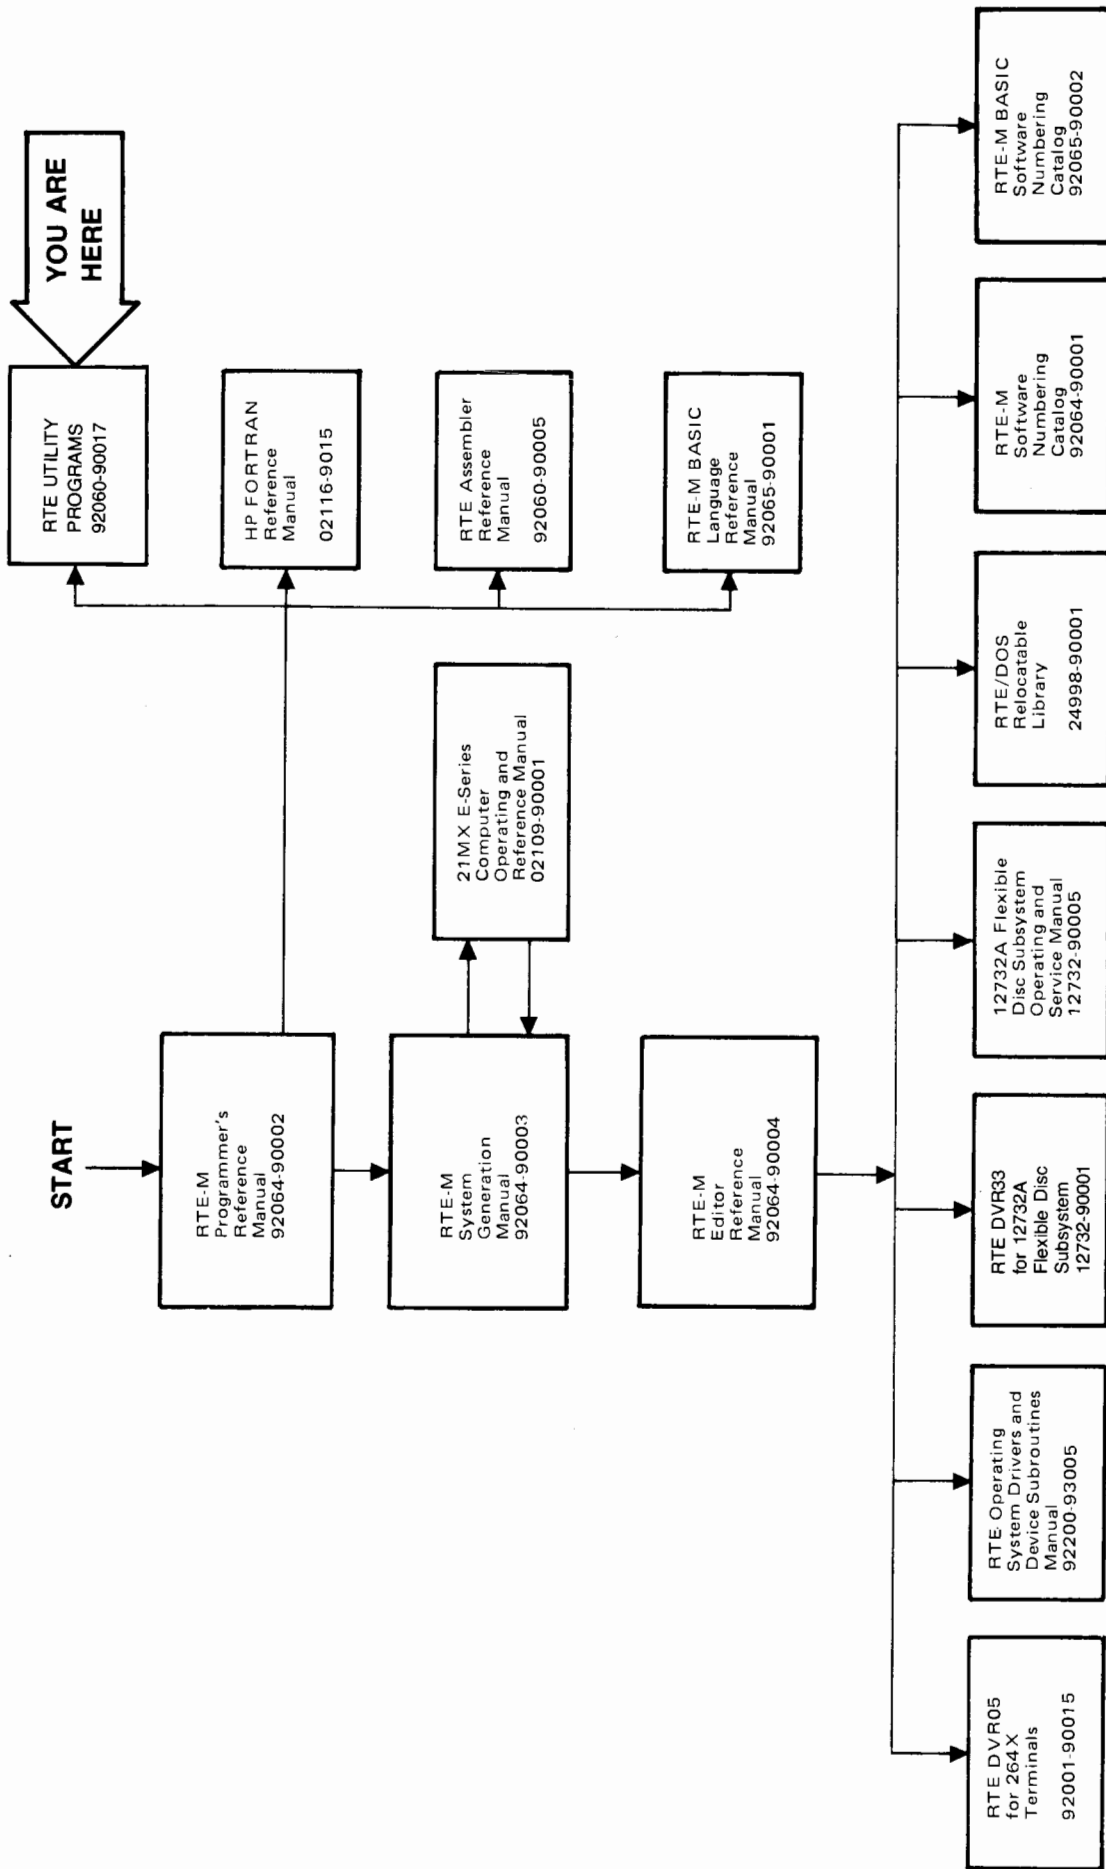 START
RTE-M
Programmer's
Reference
Manual
92064-90002
RTE-M
System
Generation
Manual
92064-90003
RTE-M
Editor
Reference
Manual
92064-90004
21MX E-Series
Computer
Operating and
Reference Manual
02109-90001
YOU ARE
HERE
RTE UTILITY
PROGRAMS
92060-90017
HP FORTRAN
Reference
Manual
02116-9015
RTE Assembler
Reference
Manual
92060-90005
RTE-M BASIC
Language
Reference
Manual
92065-90001
RTE DVR05
for 264X
Terminals
92001-90015
RTE Operating
System Drivers and
Device Subroutines
Manual
92200-93005
RTE DVR33
for 12732A
Flexible Disc
Subsystem
12732-90001
12732A Flexible
Disc Subsystem
Operating and
Service Manual
12732-90005
RTE/DOS
Relocatable
Library
24998-90001
RTE-M
Software
Numbering
Catalog
92064-90001
RTE-M BASIC
Software
Numbering
Catalog
92065-90002